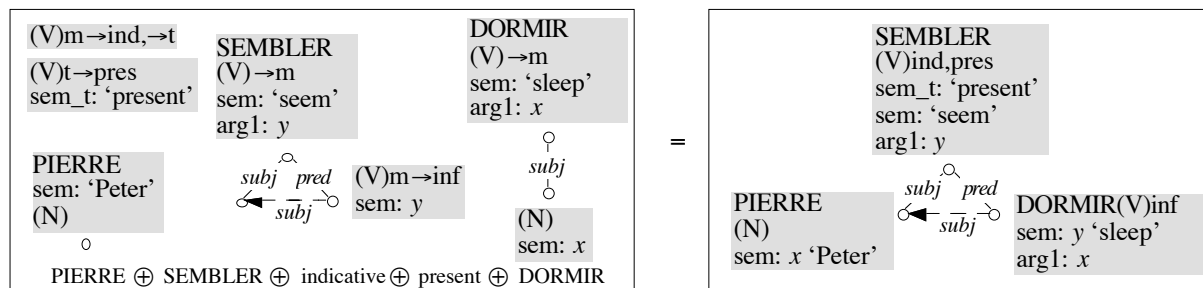 (V)m→ind,→t
(V)t→pres
sem_t: ‘present’
SEMBLER
(V)→m
sem: ‘seem’
arg1: y
DORMIR
(V)→m
sem: ‘sleep’
arg1: x
PIERRE
sem: ‘Peter’
(N)
subj pred
subj
(V)m→inf
sem: y
subj
(N)
sem: x
PIERRE ⊕ SEMBLER ⊕ indicative ⊕ present ⊕ DORMIR
=
SEMBLER
(V)ind,pres
sem_t: ‘present’
sem: ‘seem’
arg1: y
subj pred
subj
PIERRE
(N)
sem: x ‘Peter’
DORMIR(V)inf
sem: y ‘sleep’
arg1: x